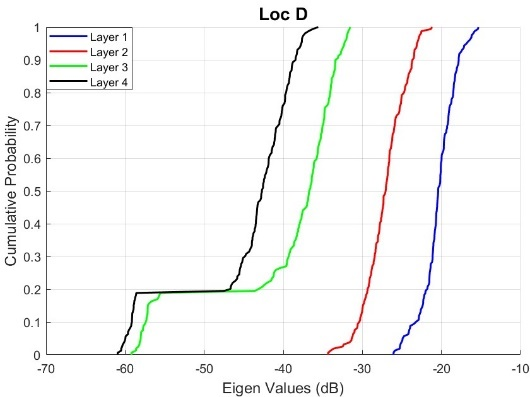 Loc D
Layer 1
Layer 2
Layer 3
Layer 4
1
0.9
0.8
0.7
0.6
0.5
0.4
0.3
0.2
0.1
0
Cumulative Probability
-70 -60 -50 -40 -30 -20 -10
Eigen Values (dB)